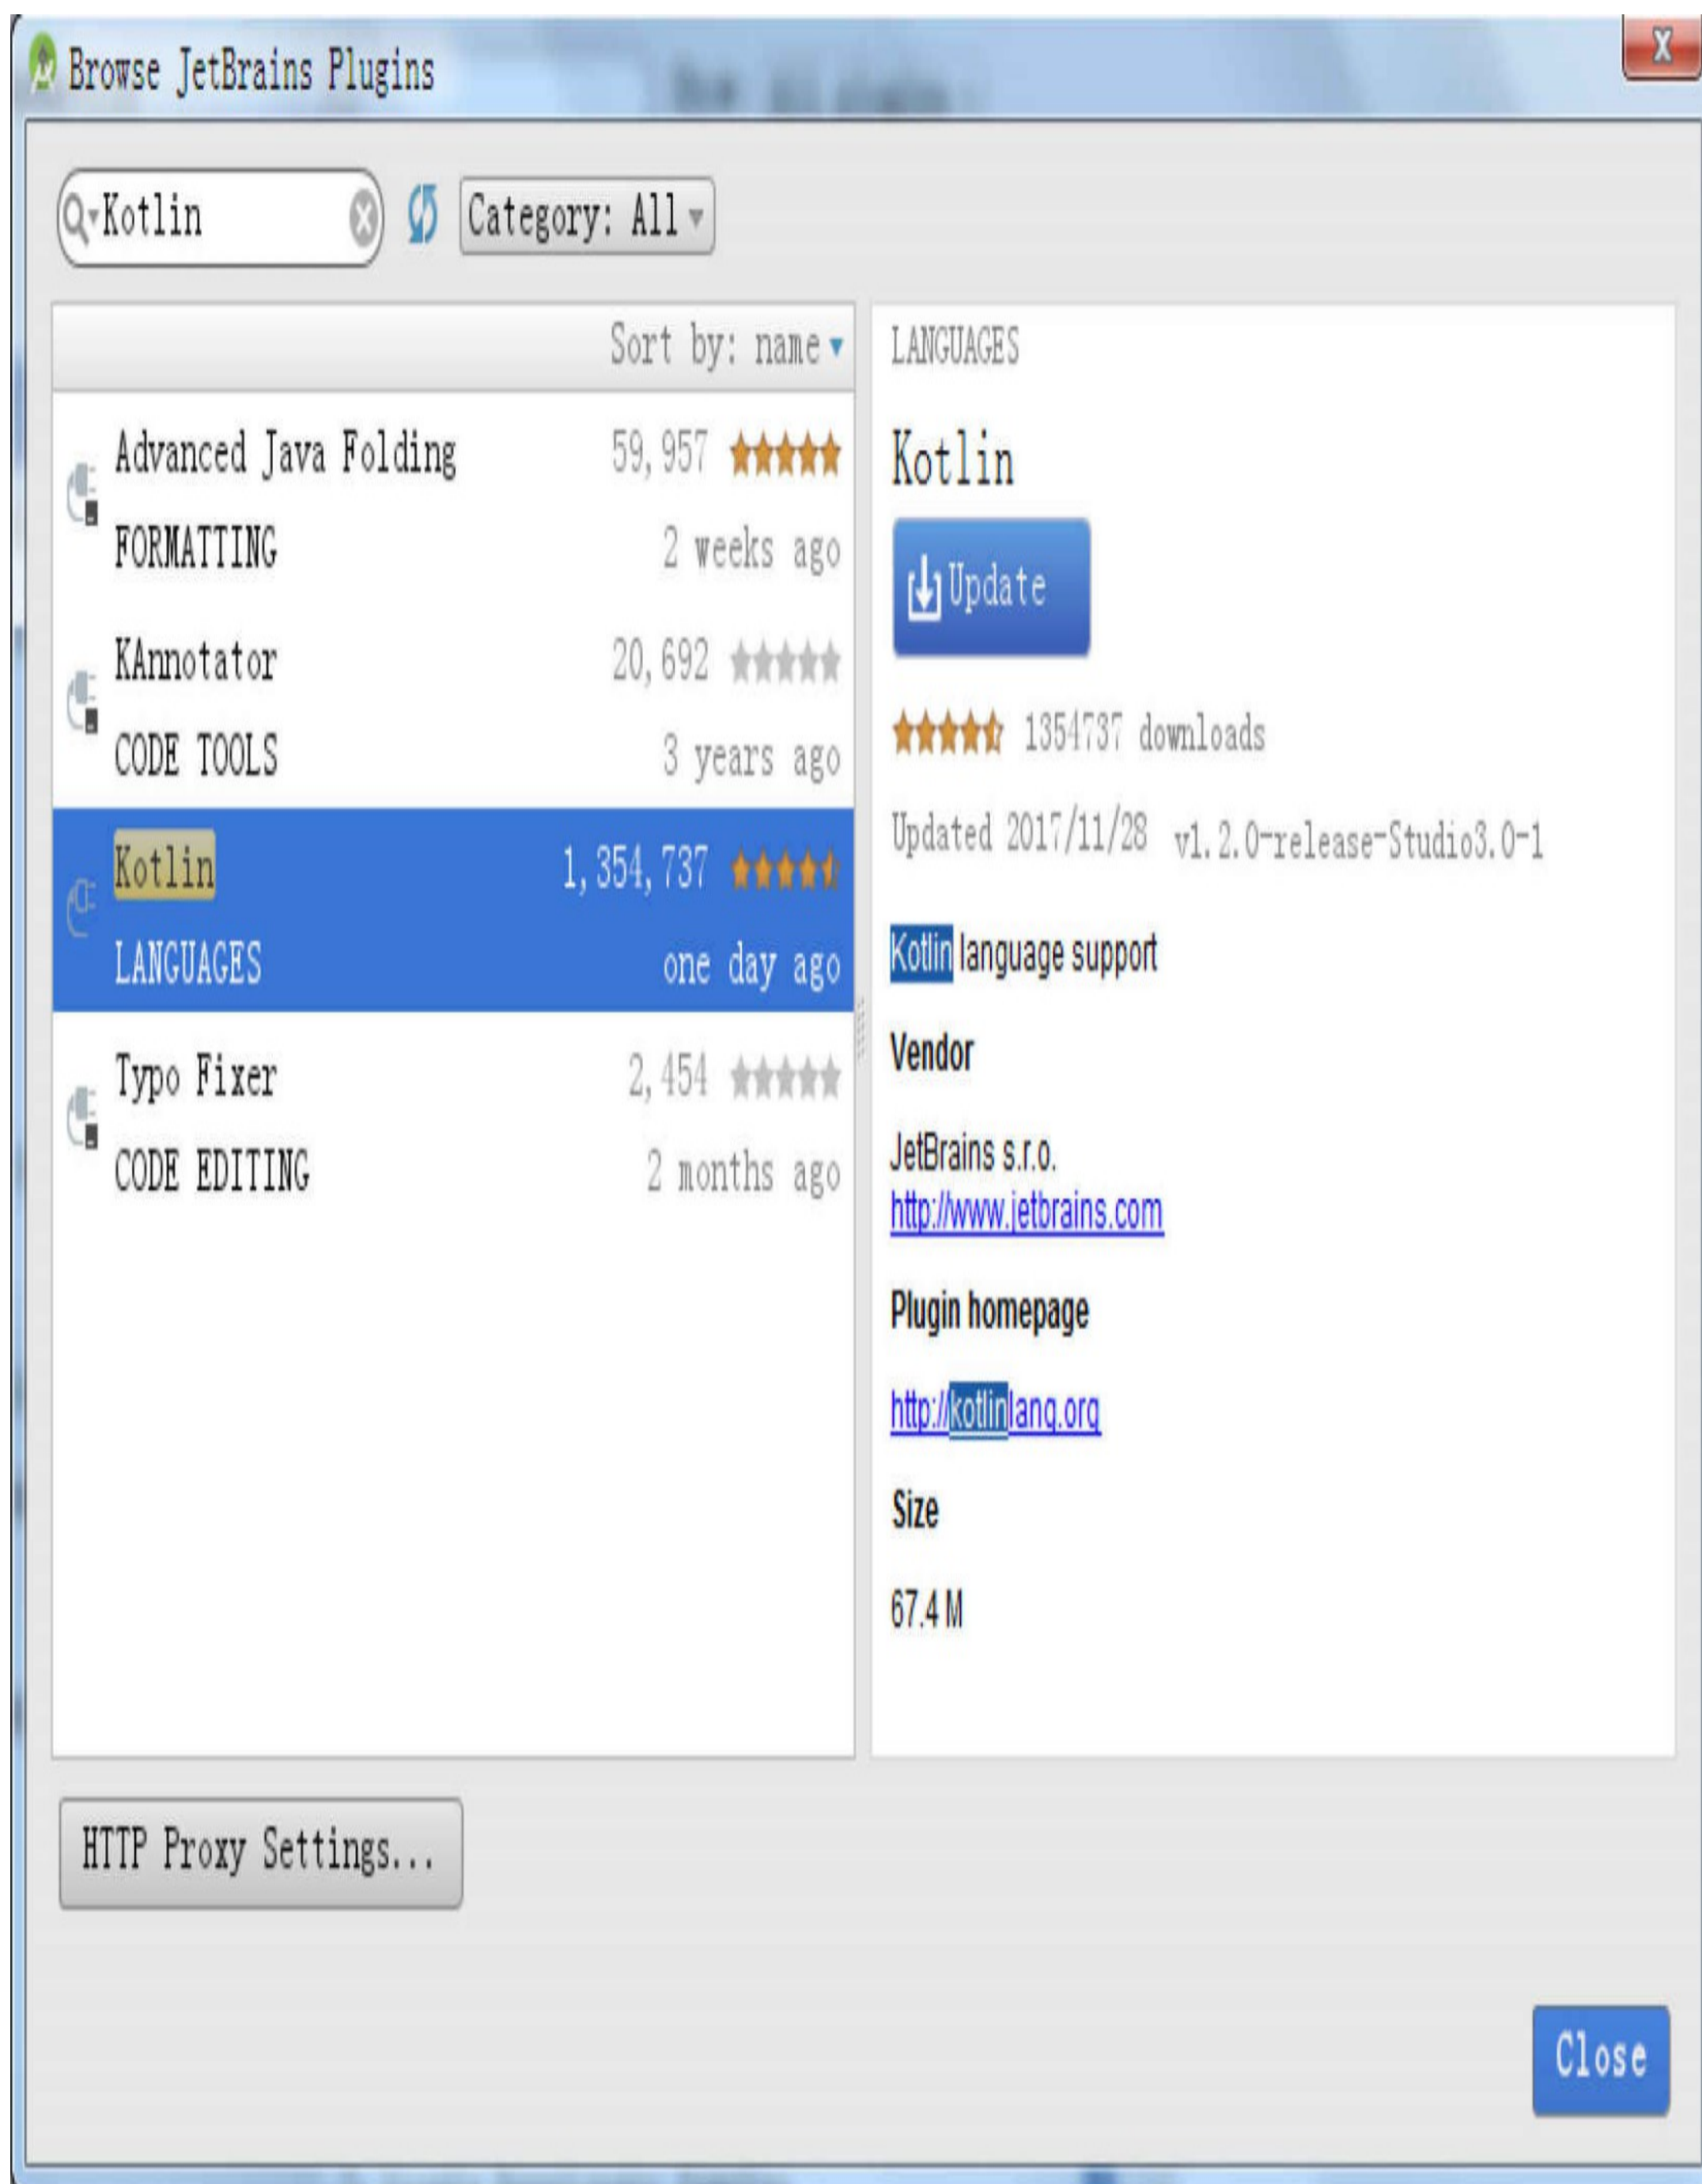 Browse JetBrains Plugins
Kotlin
Category: All
Sort by: name
Advanced Java Folding 59,957
FORMATTING 2 weeks ago
KAnnotator 20,692
CODE TOOLS 3 years ago
Kotlin 1,354,737
LANGUAGES one day ago
Typo Fixer 2,454
CODE EDITING 2 months ago
LANGUAGES
Kotlin
Update
1354737 downloads
Updated 2017/11/28 v1.2.0-release-Studio3.0-1
Kotlin language support
Vendor
JetBrains s.r.o.
http://www.jetbrains.com
Plugin homepage
http://kotlinlang.org
Size
67.4 M
HTTP Proxy Settings...
Close